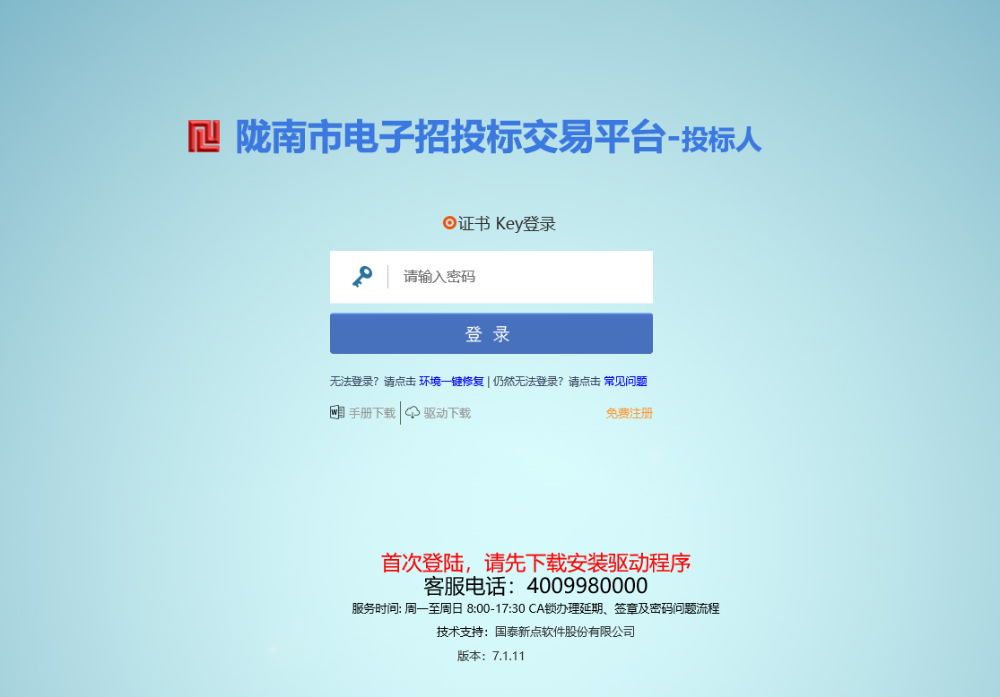 陇南市电子招投标交易平台-投标人
证书 Key登录
请输入密码
登 录
无法登录？请点击 环境一键修复 | 仍然无法登录？请点击 常见问题
手册下载 驱动下载 免费注册
首次登陆，请先下载安装驱动程序
客服电话：4009980000
服务时间: 周一至周日 8:00-17:30 CA锁办理延期、签章及密码问题流程
技术支持：国泰新点软件股份有限公司
版本：7.1.11